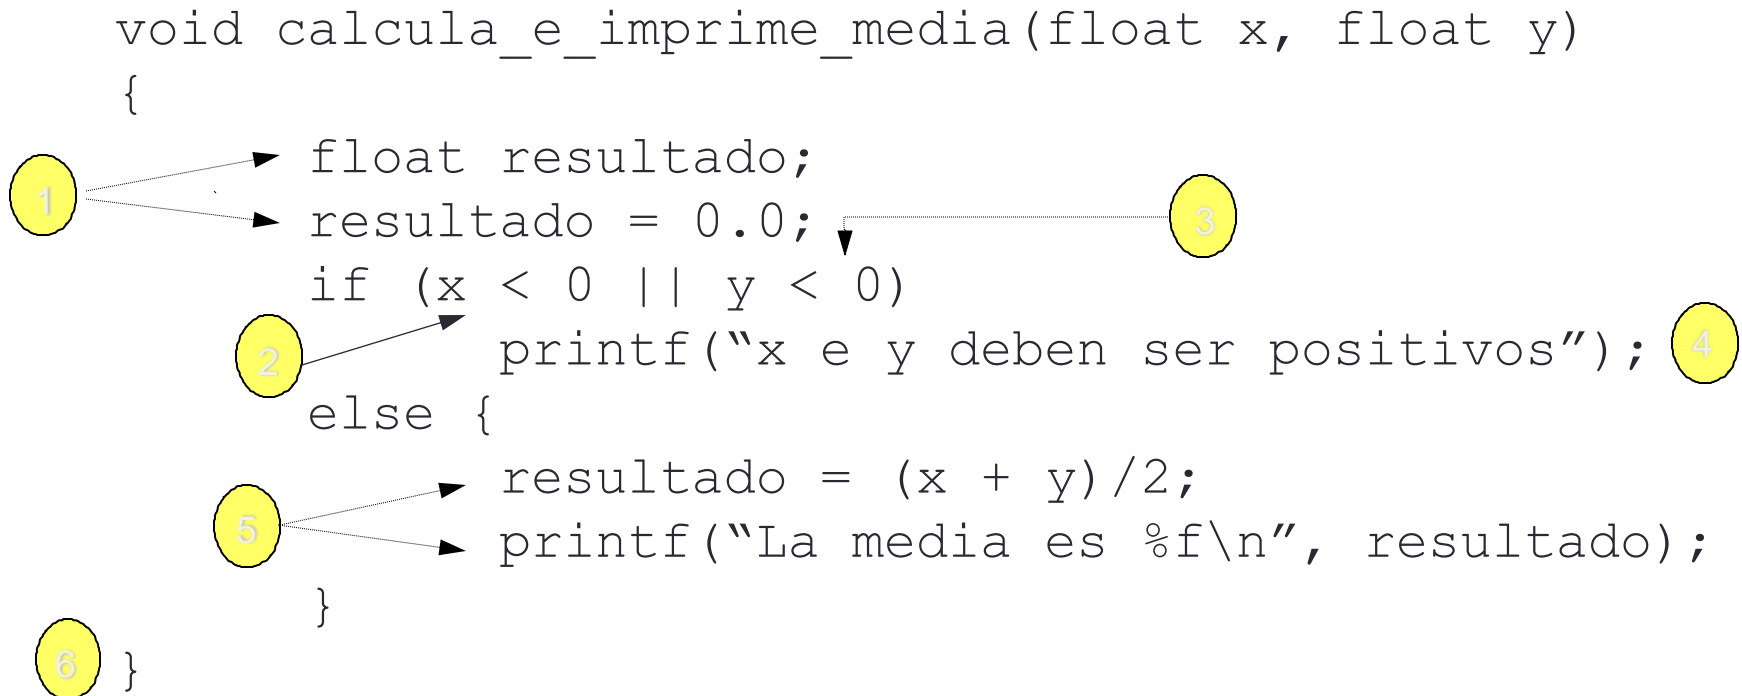 void calcula_e_imprime_media(float x, float y)
{
float resultado;
1
resultado = 0.0;
3
if (x < 0 || y < 0)
2
printf(“x e y deben ser positivos”);
4
else {
resultado = (x + y)/2;
5
printf(“La media es %f\n”, resultado);
}
6
}